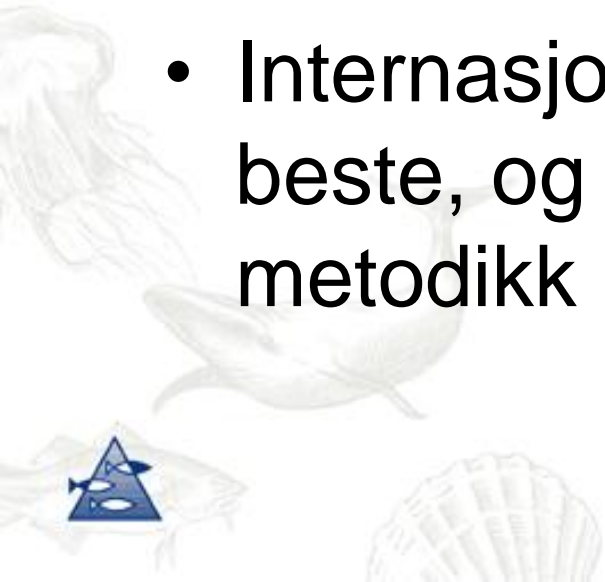 • Internasjo
beste, og
metodikk